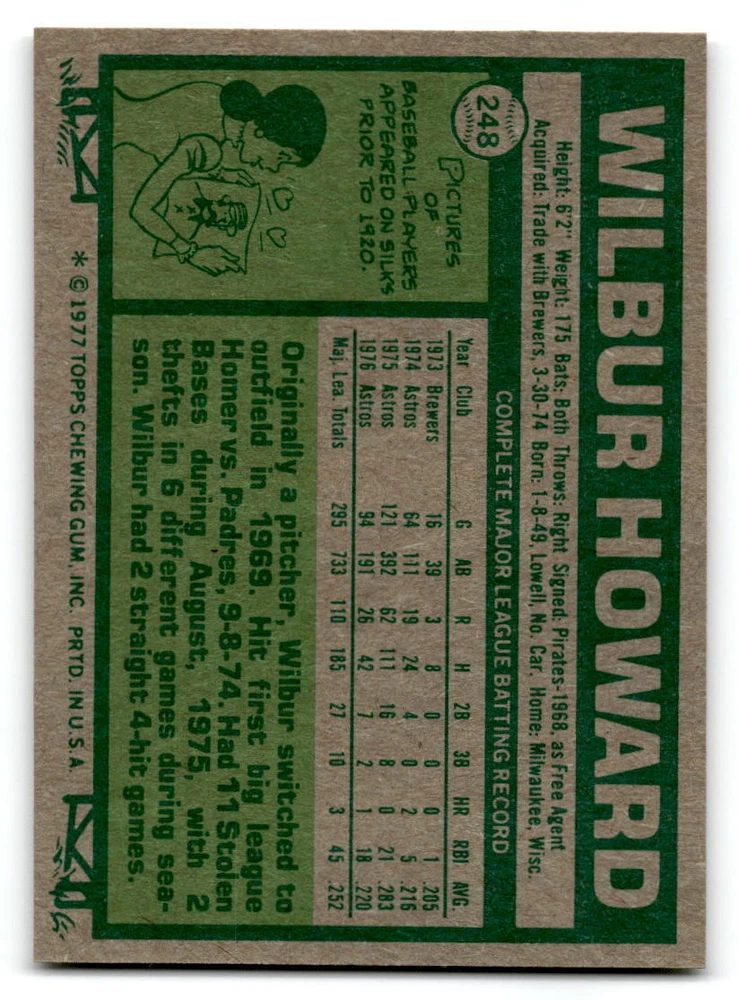 WILBUR HOWARD
248
Height: 6'2" Weight: 175 Bats: Both Throws: Right Signed: Pirates-1968, as Free Agent
Acquired: Trade with Brewers, 3-30-74 Born: 1-8-49, Lowell, No. Car. Home: Milwaukee, Wisc.
COMPLETE MAJOR LEAGUE BATTING RECORD
Year Club G AB R H 2B 3B HR RBI AVG.
1973 Brewers 16 39 3 8 0 0 0 1 .205
1974 Astros 64 111 19 24 4 0 2 5 .216
1975 Astros 121 392 62 111 16 8 0 21 .283
1976 Astros 94 191 26 42 7 2 1 18 .220
Maj. Lea. Totals 295 733 110 185 27 10 3 45 .252
PICTURES
OF
BASEBALL PLAYERS
APPEARED ON SILKS
PRIOR TO 1920.
Originally a pitcher, Wilbur switched to
outfield in 1969. Hit first big league
Homer vs. Padres, 9-8-74. Had 11 Stolen
Bases during August, 1975, with 2
thefts in 6 different games during sea-
son. Wilbur had 2 straight 4-hit games.
* © 1977 TOPPS CHEWING GUM, INC. PRTD. IN U.S.A.